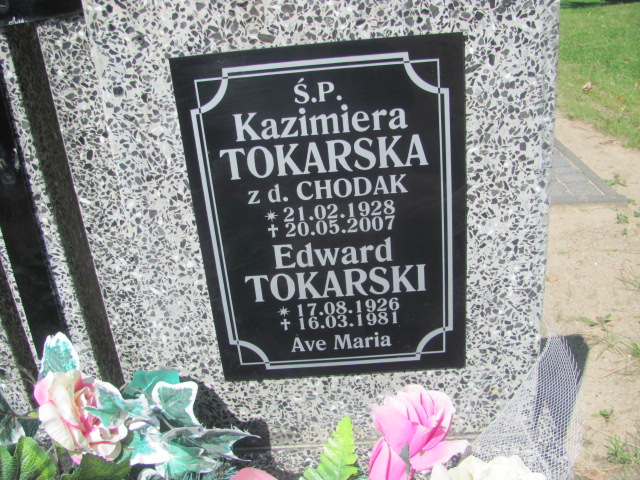 Ś.P.
Kazimiera
TOKARSKA
z d. CHODAK
* 21.02.1928
✝ 20.05.2007
Edward
TOKARSKI
* 17.08.1926
✝ 16.03.1981
Ave Maria